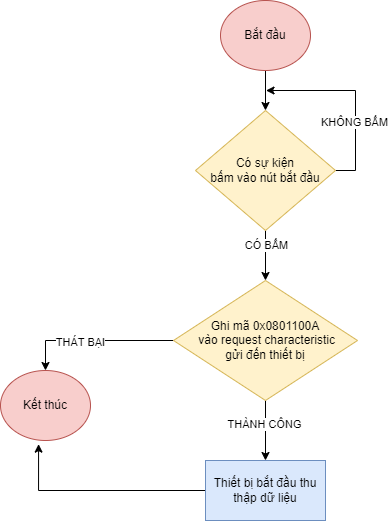 Bắt đầu
KHÔNG BẤM
Có sự kiện
bấm vào nút bắt đầu
CÓ BẤM
Ghi mã 0x0801100A
vào request characteristic
gửi đến thiết bị
THẤT BẠI
Kết thúc
THÀNH CÔNG
Thiết bị bắt đầu thu
thập dữ liệu